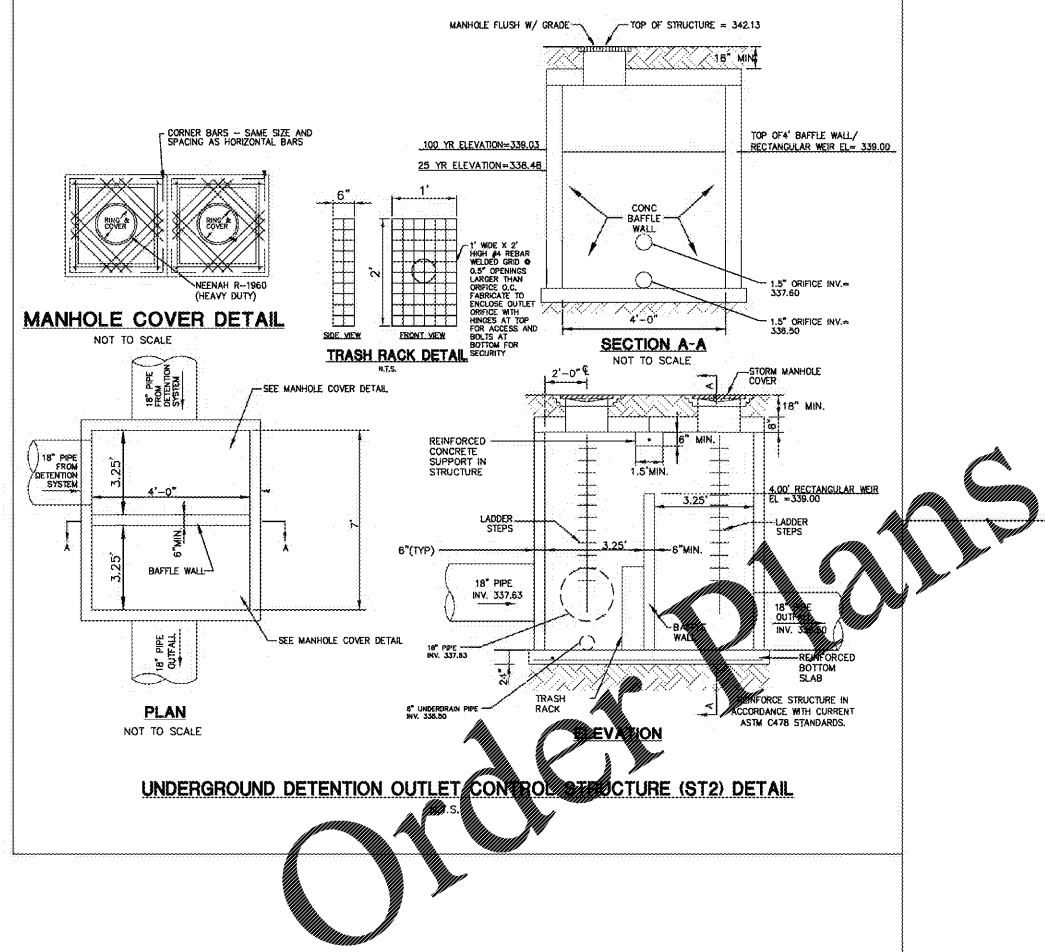 MANHOLE FLUSH W/ GRADE
TOP OF STRUCTURE = 342.13
18" MIN.
CORNER BARS - SAME SIZE AND
SPACING AS HORIZONTAL BARS
RING &
COVER
RING &
COVER
NEENAH R-1960
(HEAVY DUTY)
MANHOLE COVER DETAIL
NOT TO SCALE
6"
1'
2'
SIDE VIEW
FRONT VIEW
1' WIDE X 2'
HIGH #4 REBAR
WELDED GRID @
0.5" OPENINGS
LARGER THAN
ORIFICE O.C.
FABRICATE TO
ENCLOSE OUTLET
ORIFICE WITH
HINGES AT TOP
FOR ACCESS AND
BOLTS AT
BOTTOM FOR
SECURITY
TRASH RACK DETAIL
N.T.S.
100 YR ELEVATION=339.03
25 YR ELEVATION=338.48
TOP OF 4' BAFFLE WALL/
RECTANGULAR WEIR EL= 339.00
CONC
BAFFLE
WALL
1.5" ORIFICE INV.=
337.60
1.5" ORIFICE INV.=
336.50
4'-0"
SECTION A-A
NOT TO SCALE
18" PIPE
FROM
DETENTION
SYSTEM
SEE MANHOLE COVER DETAIL
18" PIPE
FROM
DETENTION
SYSTEM
3.25'
4'-0"
7'
6"MIN.
A
A
BAFFLE WALL
3.25'
SEE MANHOLE COVER DETAIL
18" PIPE
OUTFALL
PLAN
NOT TO SCALE
2'-0"
A
STORM MANHOLE
COVER
18" MIN.
8"
REINFORCED
CONCRETE
SUPPORT IN
STRUCTURE
6" MIN.
1.5'MIN.
3.25'
4.00' RECTANGULAR WEIR
EL =339.00
LADDER
STEPS
LADDER
STEPS
6"(TYP)
3.25'
6"MIN.
18" PIPE
INV. 337.63
18" PIPE
OUTFALL
INV.
BAFFLE
WALL
18" PIPE
INV. 337.63
REINFORCED
BOTTOM
SLAB
24"
6" UNDERDRAIN PIPE
INV. 336.50
TRASH
RACK
A
REINFORCE STRUCTURE IN
ACCORDANCE WITH CURRENT
ASTM C478 STANDARDS.
ELEVATION
UNDERGROUND DETENTION OUTLET CONTROL STRUCTURE (ST2) DETAIL
N.T.S.
Order Plans